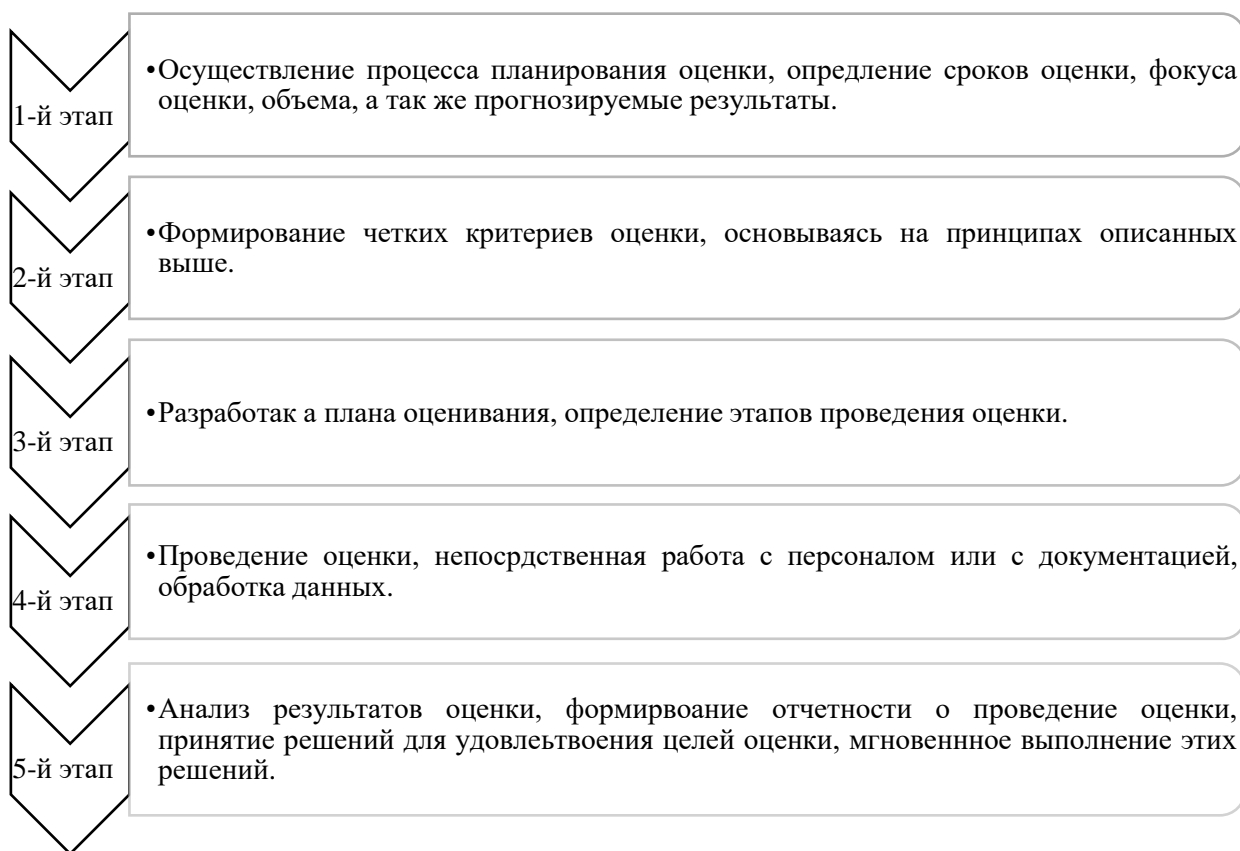 1-й этап
•Осуществление процесса планирования оценки, опредление сроков оценки, фокуса
оценки, объема, а так же прогнозируемые результаты.
2-й этап
•Формирование четких критериев оценки, основываясь на принципах описанных
выше.
3-й этап
•Разработак а плана оценивания, определение этапов проведения оценки.
4-й этап
•Проведение оценки, непосрдственная работа с персоналом или с документацией,
обработка данных.
5-й этап
•Анализ результатов оценки, формирвоание отчетности о проведение оценки,
принятие решений для удовлеьтвоения целей оценки, мгновеннное выполнение этих
решений.